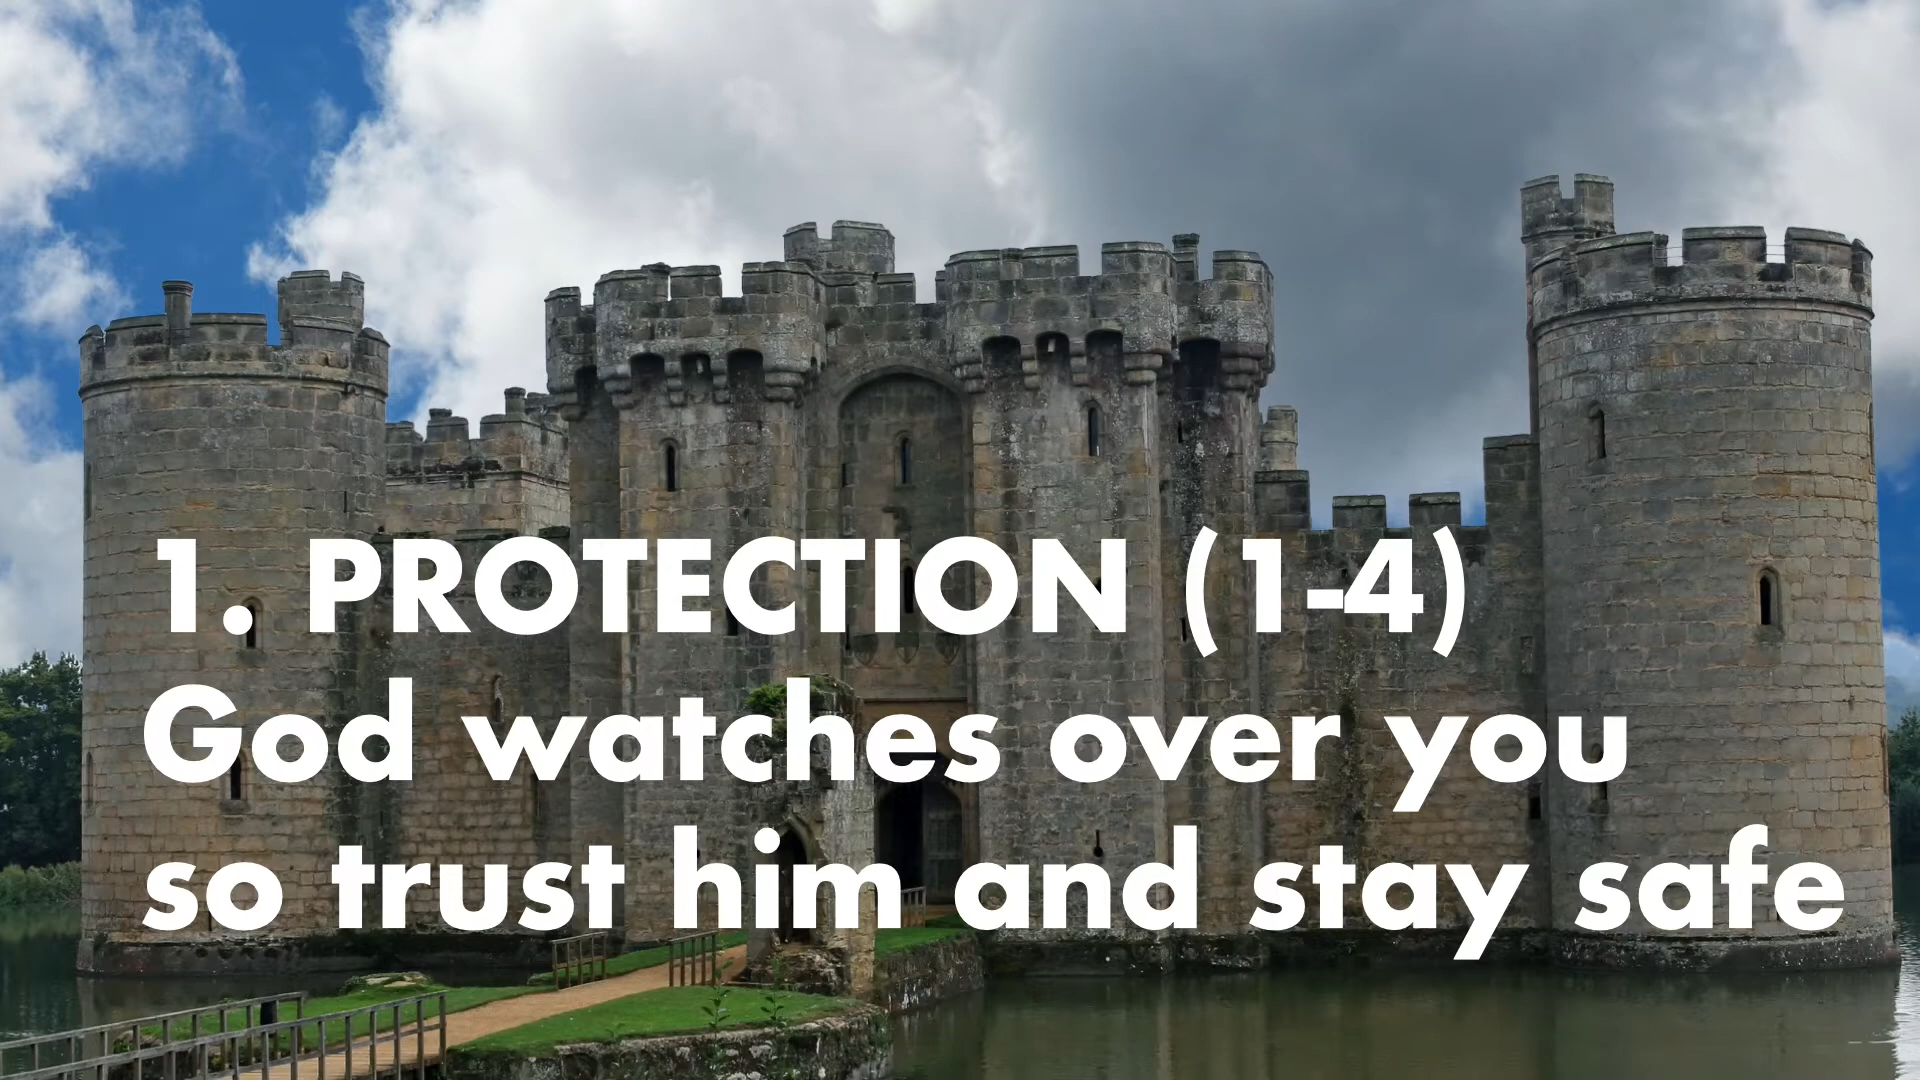 1. PROTECTION (1-4)
God watches over you
so trust him and stay safe